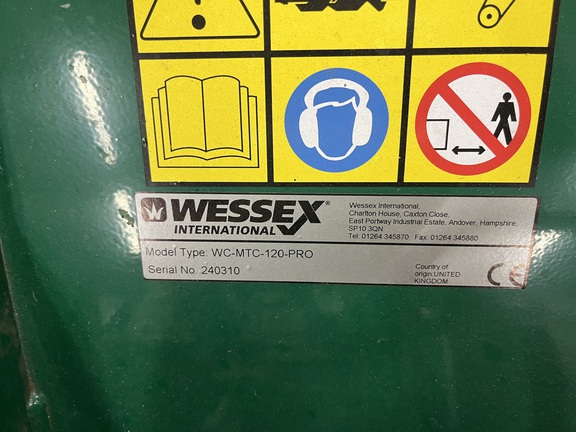 WESSEX
INTERNATIONAL
Wessex International,
Charlton House, Caxton Close,
East Portway Industrial Estate, Andover, Hampshire,
SP10 3QN
Tel: 01264 345870 Fax: 01264 345880
Model Type: WC-MTC-120-PRO
Serial No. 240310
Country of
origin:UNITED
KINGDOM
CE